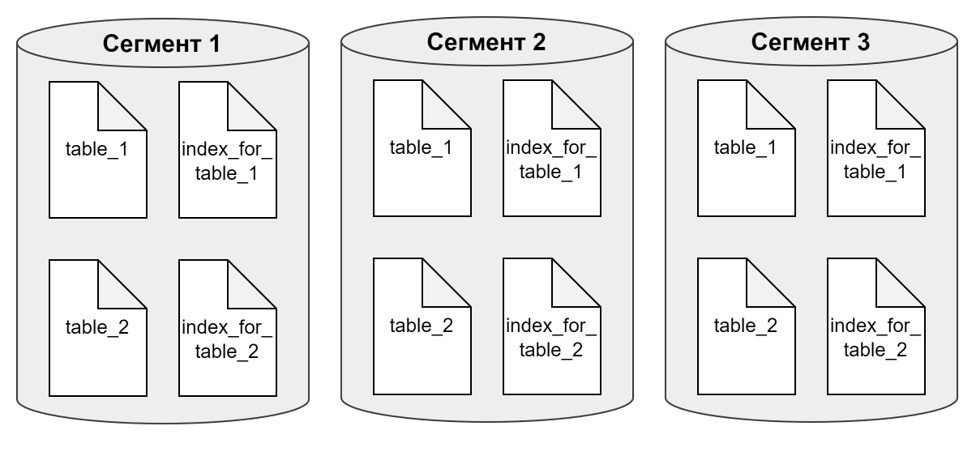 Сегмент 1
table_1
index_for_
table_1
table_2
index_for_
table_2
Сегмент 2
table_1
index_for_
table_1
table_2
index_for_
table_2
Сегмент 3
table_1
index_for_
table_1
table_2
index_for_
table_2